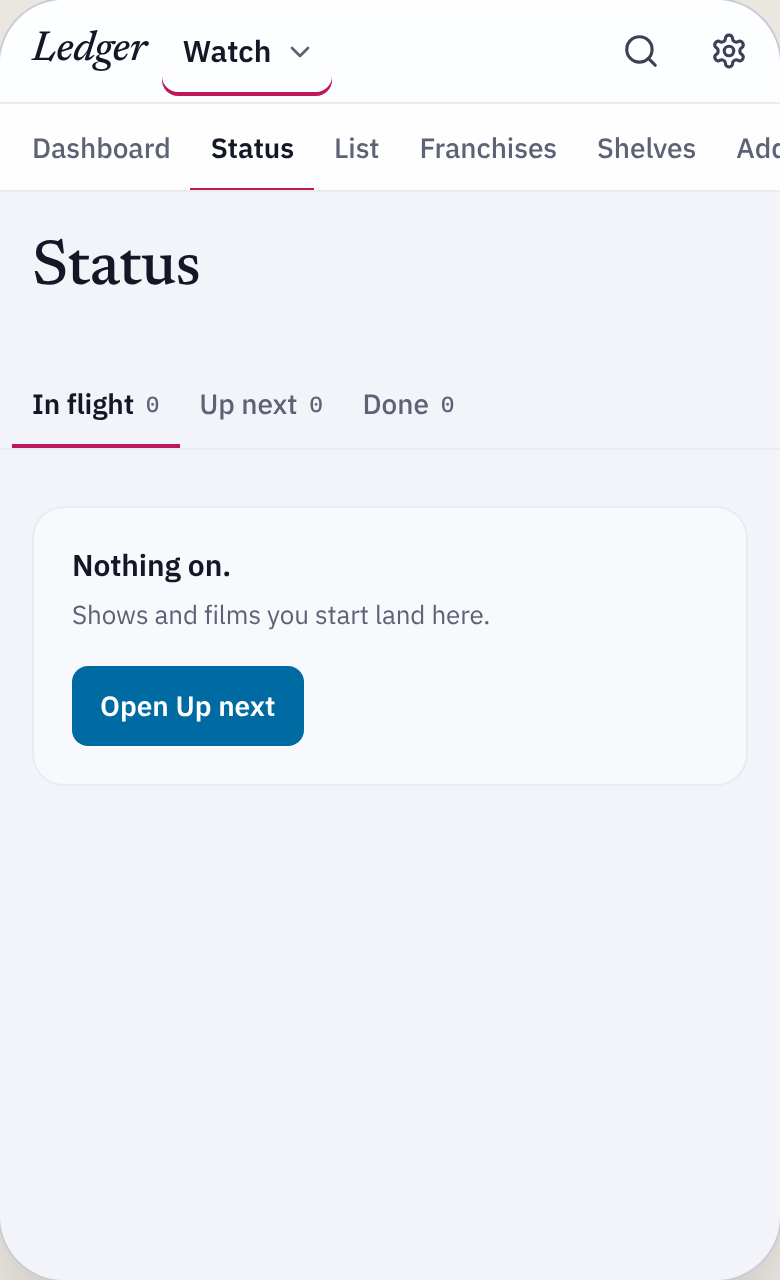 Ledger Watch
Dashboard Status List Franchises Shelves
Status
In flight 0 Up next 0 Done 0
Nothing on.
Shows and films you start land here.
Open Up next